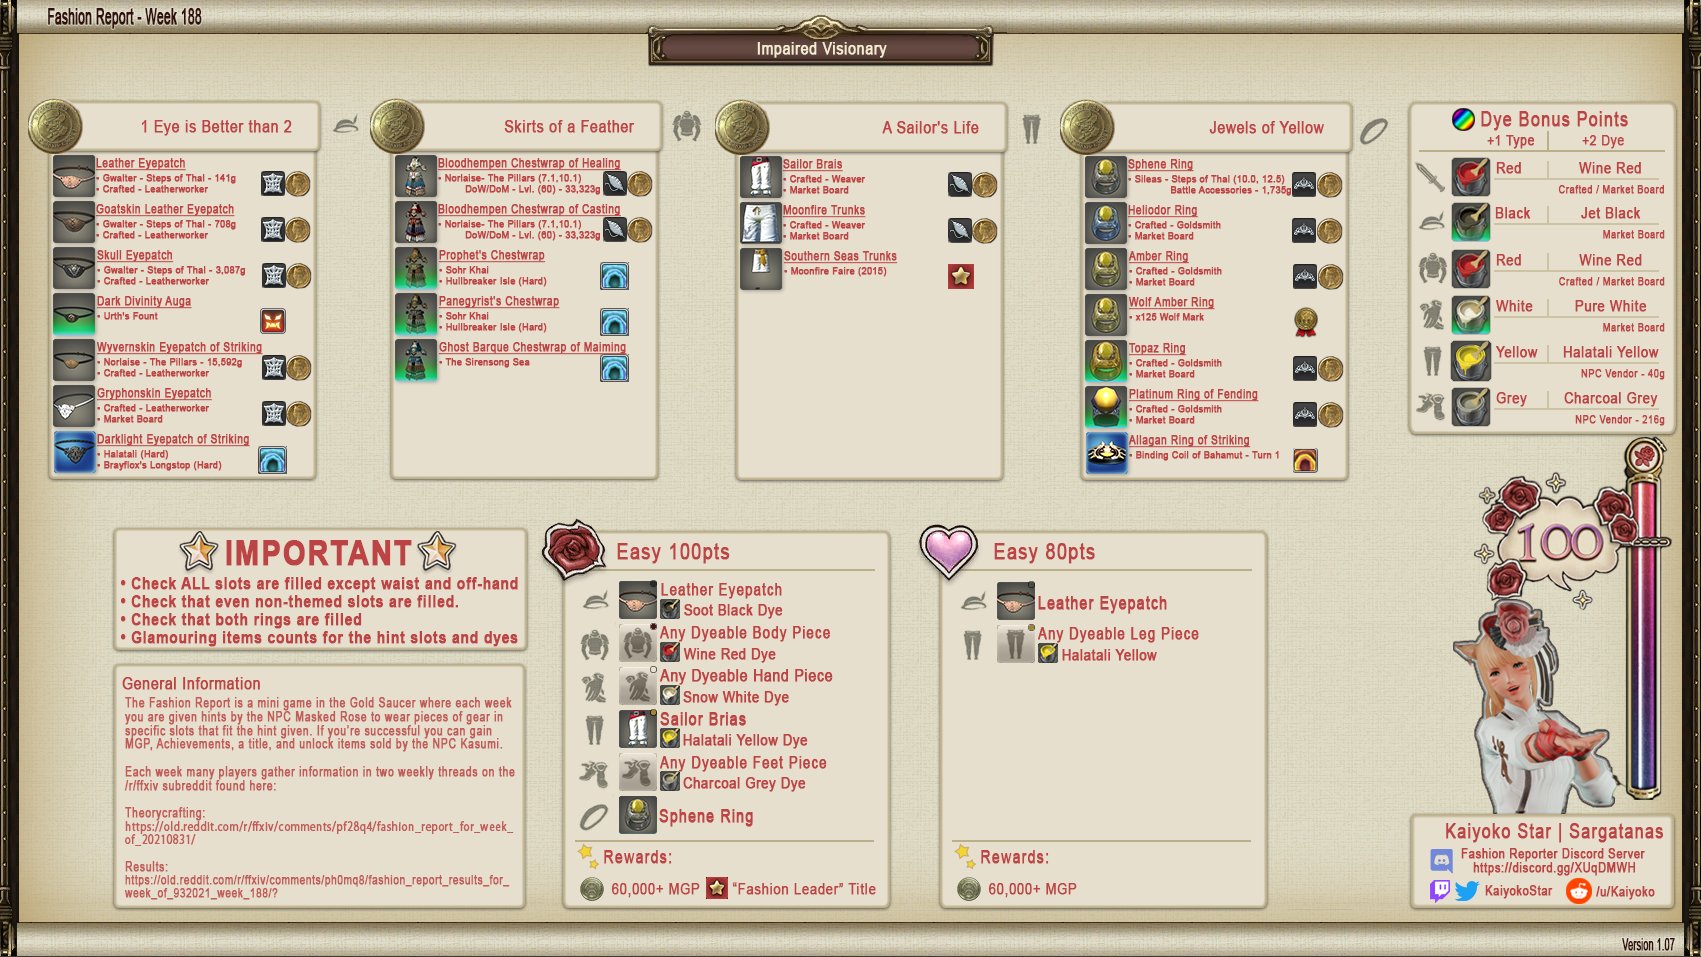 Fashion Report - Week 188
Impaired Visionary
1 Eye is Better than 2
Leather Eyepatch
• Gwalter - Steps of Thal - 141g
• Crafted - Leatherworker
Goatskin Leather Eyepatch
• Gwalter - Steps of Thal - 708g
• Crafted - Leatherworker
Skull Eyepatch
• Gwalter - Steps of Thal - 3,087g
• Crafted - Leatherworker
Dark Divinity Auga
• Urth's Fount
Wyvernskin Eyepatch of Striking
• Norlaise - The Pillars - 15,592g
• Crafted - Leatherworker
Gryphonskin Eyepatch
• Crafted - Leatherworker
• Market Board
Darklight Eyepatch of Striking
• Halatali (Hard)
• Brayflox's Longstop (Hard)
Skirts of a Feather
Bloodhempen Chestwrap of Healing
• Norlaise- The Pillars (7.1,10.1)
DoW/DoM - Lvl. (60) - 33,323g
Bloodhempen Chestwrap of Casting
• Norlaise- The Pillars (7.1,10.1)
DoW/DoM - Lvl. (60) - 33,323g
Prophet's Chestwrap
• Sohr Khai
• Hullbreaker Isle (Hard)
Panegyrist's Chestwrap
• Sohr Khai
• Hullbreaker Isle (Hard)
Ghost Barque Chestwrap of Maiming
• The Sirensong Sea
A Sailor's Life
Sailor Brais
• Crafted - Weaver
• Market Board
Moonfire Trunks
• Crafted - Weaver
• Market Board
Southern Seas Trunks
• Moonfire Faire (2015)
Jewels of Yellow
Sphene Ring
• Sileas - Steps of Thal (10.0, 12.5)
Battle Accessories - 1,735g
Heliodor Ring
• Crafted - Goldsmith
• Market Board
Amber Ring
• Crafted - Goldsmith
• Market Board
Wolf Amber Ring
• x125 Wolf Mark
Topaz Ring
• Crafted - Goldsmith
• Market Board
Platinum Ring of Fending
• Crafted - Goldsmith
• Market Board
Allagan Ring of Striking
• Binding Coil of Bahamut - Turn 1
Dye Bonus Points
+1 Type +2 Dye
Red Wine Red
Crafted / Market Board
Black Jet Black
Market Board
Red Wine Red
Crafted / Market Board
White Pure White
Market Board
Yellow Halatali Yellow
NPC Vendor - 40g
Grey Charcoal Grey
NPC Vendor - 216g
IMPORTANT
• Check ALL slots are filled except waist and off-hand
• Check that even non-themed slots are filled.
• Check that both rings are filled
• Glamouring items counts for the hint slots and dyes
General Information
The Fashion Report is a mini game in the Gold Saucer where each week
you are given hints by the NPC Masked Rose to wear pieces of gear in
specific slots that fit the hint given. If you're successful you can gain
MGP, Achievements, a title, and unlock items sold by the NPC Kasumi.
Each week many players gather information in two weekly threads on the
/r/ffxiv subreddit found here:
Theorycrafting:
https://old.reddit.com/r/ffxiv/comments/pf28q4/fashion_report_for_week_
of_20210831/
Results:
https://old.reddit.com/r/ffxiv/comments/ph0mq8/fashion_report_results_for_
week_of_932021_week_188/?
Easy 100pts
Leather Eyepatch
Soot Black Dye
Any Dyeable Body Piece
Wine Red Dye
Any Dyeable Hand Piece
Snow White Dye
Sailor Brias
Halatali Yellow Dye
Any Dyeable Feet Piece
Charcoal Grey Dye
Sphene Ring
Rewards:
60,000+ MGP "Fashion Leader" Title
Easy 80pts
Leather Eyepatch
Any Dyeable Leg Piece
Halatali Yellow
Rewards:
60,000+ MGP
100
Kaiyoko Star | Sargatanas
Fashion Reporter Discord Server
https://discord.gg/XUqDMWH
KaiyokoStar /u/Kaiyoko
Version 1.07